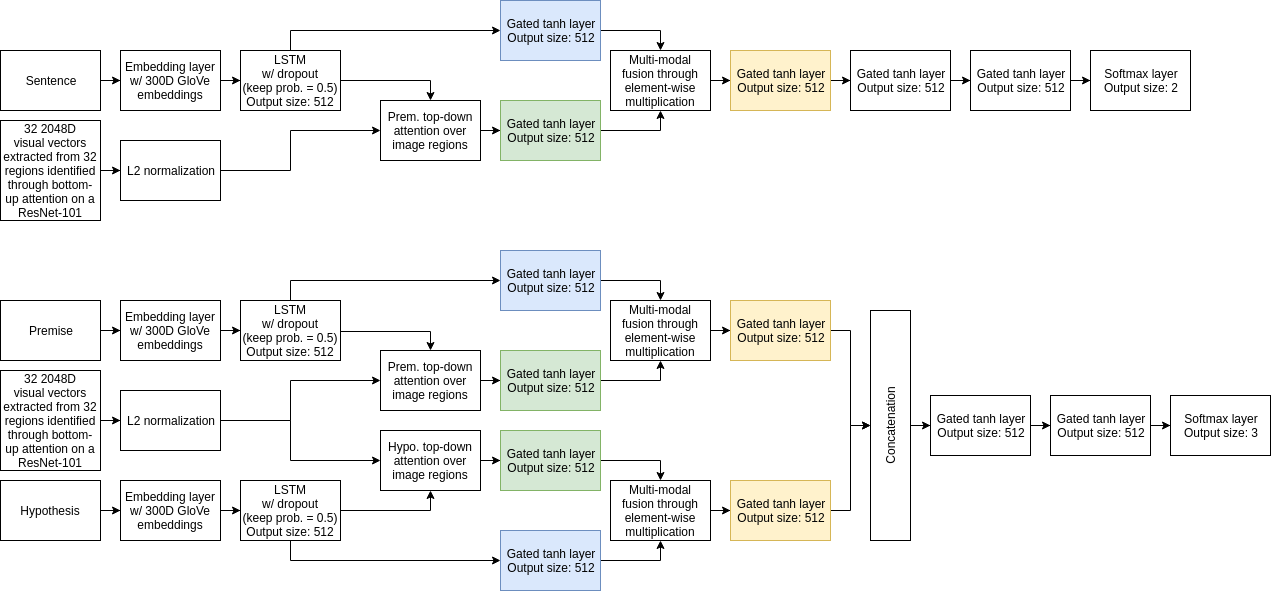 Gated tanh layer
Output size: 512
Sentence
Embedding layer
w/ 300D GloVe
embeddings
LSTM
w/ dropout
(keep prob. = 0.5)
Output size: 512
Multi-modal
fusion through
element-wise
multiplication
Gated tanh layer
Output size: 512
Gated tanh layer
Output size: 512
Gated tanh layer
Output size: 512
Softmax layer
Output size: 2
Prem. top-down
attention over
image regions
Gated tanh layer
Output size: 512
32 2048D
visual vectors
extracted from 32
regions identified
through bottom-
up attention on a
ResNet-101
L2 normalization
Gated tanh layer
Output size: 512
Premise
Embedding layer
w/ 300D GloVe
embeddings
LSTM
w/ dropout
(keep prob. = 0.5)
Output size: 512
Multi-modal
fusion through
element-wise
multiplication
Gated tanh layer
Output size: 512
Prem. top-down
attention over
image regions
Gated tanh layer
Output size: 512
32 2048D
visual vectors
extracted from 32
regions identified
through bottom-
up attention on a
ResNet-101
L2 normalization
Concatenation
Gated tanh layer
Output size: 512
Gated tanh layer
Output size: 512
Softmax layer
Output size: 3
Hypo. top-down
attention over
image regions
Gated tanh layer
Output size: 512
Hypothesis
Embedding layer
w/ 300D GloVe
embeddings
LSTM
w/ dropout
(keep prob. = 0.5)
Output size: 512
Multi-modal
fusion through
element-wise
multiplication
Gated tanh layer
Output size: 512
Gated tanh layer
Output size: 512